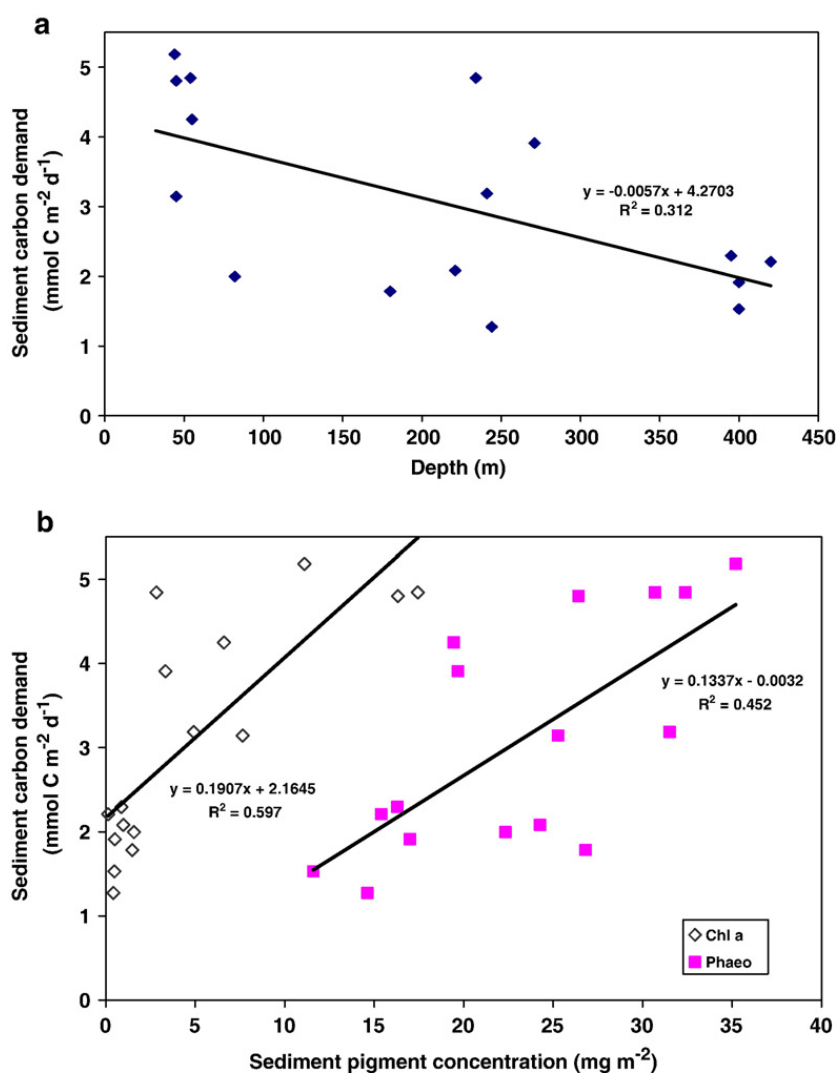 a
5
4
3
2
1
0
Sediment carbon demand
(mmol C m⁻² d⁻¹)
y = -0.0057x + 4.2703
R² = 0.312
0 50 100 150 200 250 300 350 400 450
Depth (m)
b
5
4
3
2
1
0
Sediment carbon demand
(mmol C m⁻² d⁻¹)
y = 0.1337x - 0.0032
R² = 0.452
y = 0.1907x + 2.1645
R² = 0.597
Chl a
Phaeo
0 5 10 15 20 25 30 35 40
Sediment pigment concentration (mg m⁻²)